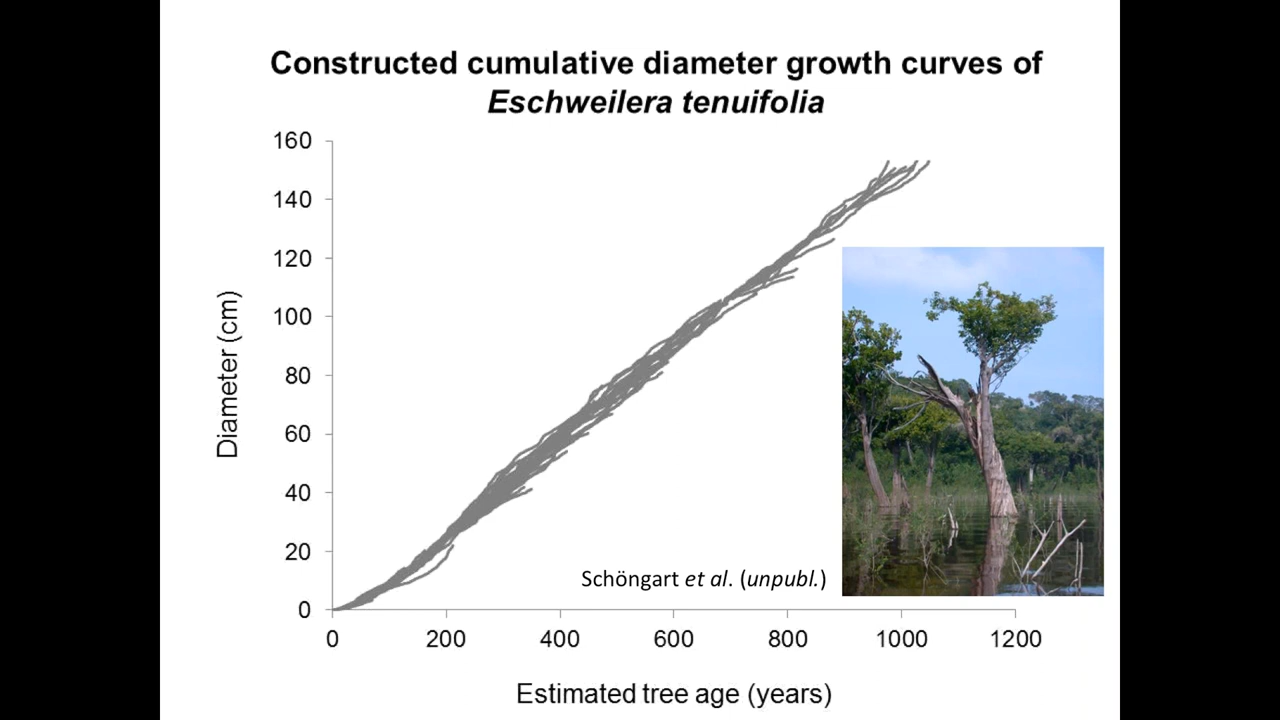 Constructed cumulative diameter growth curves of
Eschweilera tenuifolia
160
140
120
100
80
60
40
20
0
Diameter (cm)
Schöngart et al. (unpubl.)
0 200 400 600 800 1000 1200
Estimated tree age (years)